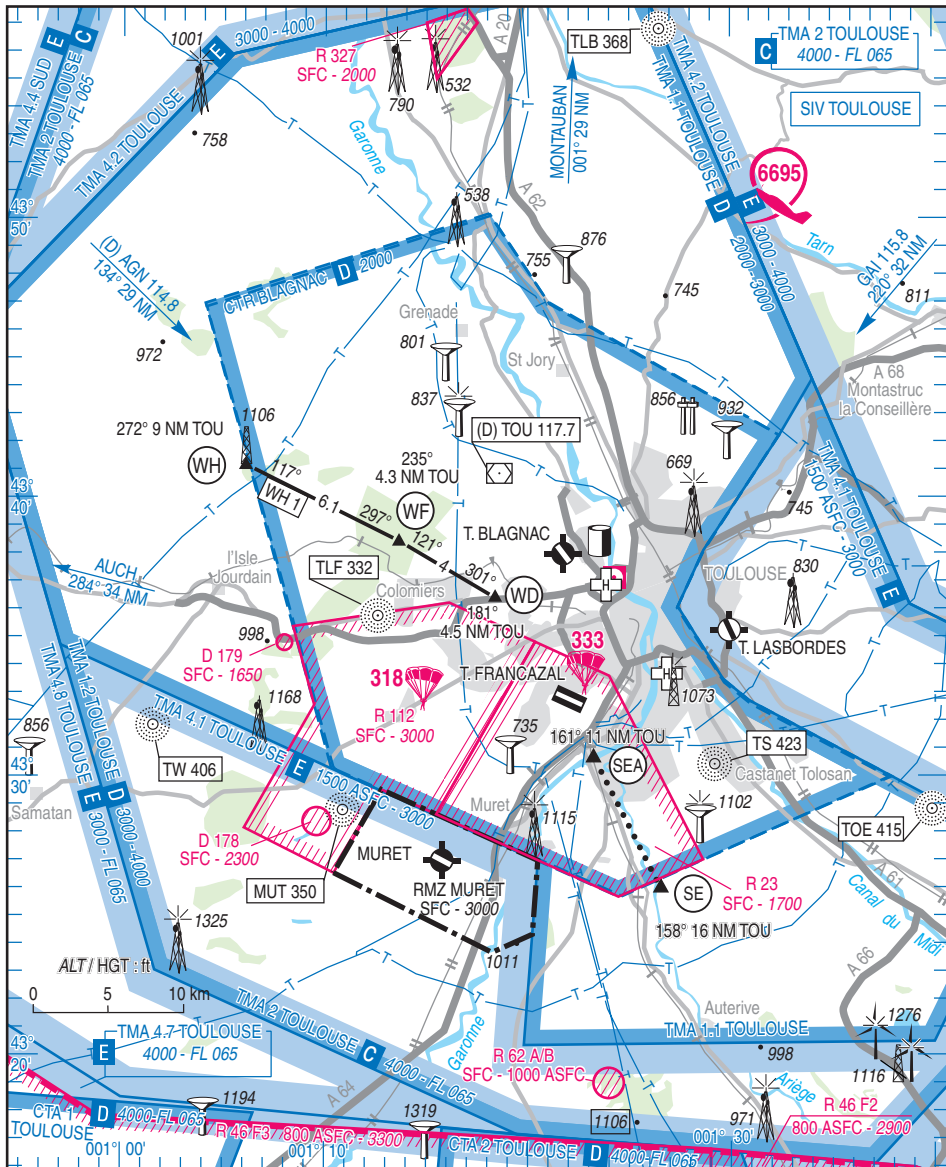 1001
E
3000 - 4000
R 327
SFC - 2000
A 20
TLB 368
C
TMA 2 TOULOUSE
4000 - FL 065
SIV TOULOUSE
TMA 4.4 SUD
E
C
TMA 2 TOULOUSE
4000 - FL 065
TMA 4.2 TOULOUSE
758
790
532
Garonne
MONTAUBAN
001° 29 NM
TMA 4.2 TOULOUSE
TMA 1.1 TOULOUSE
D
E
3000 - 4000
2000 - 3000
6695
Tarn
43°
50'
538
A 62
876
755
745
(D) AGN 114.8
134° 29 NM
CTR BLAGNAC
D
2000
GAI 115.8
220° 32 NM
811
972
Grenade
801
St Jory
A 68
Montastruc
la Conseillère
837
856
932
1106
272° 9 NM TOU
WH
(D) TOU 117.7
235°
4.3 NM TOU
WF
669
TMA 4.1 TOULOUSE
1500 ASFC - 3000
E
745
43°
40'
117°
WH 1
6.1
297°
121°
4
301°
T. BLAGNAC
H
AUCH
284° 34 NM
l'Isle
Jourdain
TLF 332
Colomiers
WD
181°
4.5 NM TOU
TOULOUSE
830
T. LASBORDES
998
D 179
SFC - 1650
318
R 112
SFC - 3000
333
T. FRANCAZAL
H
1073
TMA 1.2 TOULOUSE
TMA 4.8 TOULOUSE
E
D
3000 - 4000
3000 - FL 065
1168
856
TMA 4.1 TOULOUSE
E
1500 ASFC - 3000
735
161° 11 NM TOU
SEA
TS 423
Castanet Tolosan
43°
30'
TW 406
Samatan
Muret
1115
1102
TOE 415
D 178
SFC - 2300
MURET
MUT 350
RMZ MURET
SFC - 3000
R 23
SFC - 1700
SE
158° 16 NM TOU
A 61
Canal du Midi
1325
1011
A 66
ALT / HGT : ft
0 5 10 km
Auterive
1276
TMA 4.7 TOULOUSE
E
4000 - FL 065
TMA 2 TOULOUSE
C
4000 - FL 065
Garonne
TMA 1.1 TOULOUSE
998
1116
43°
20'
R 62 A/B
SFC - 1000 ASFC
Ariège
A 64
1194
CTA 1
TOULOUSE
D
4000-FL 065
R 46 F3
800 ASFC - 3300
1319
1106
971
R 46 F2
800 ASFC - 2900
CTA 2 TOULOUSE
D
4000-FL 065
001° 00'
001° 10'
001° 30'